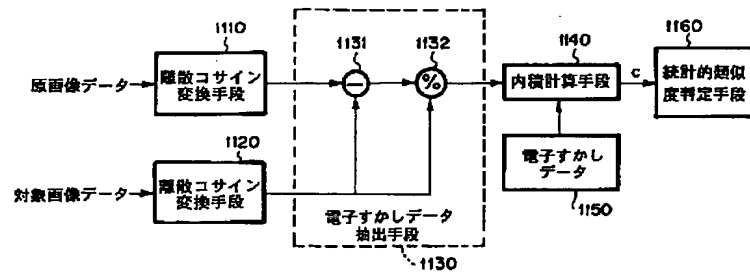 1110
離散コサイン
変換手段
原画像データ
1120
離散コサイン
変換手段
対象画像データ
1131
−
1132
%
電子すかしデータ
抽出手段
1130
1140
内積計算手段
C
1160
統計的類似
度判定手段
電子すかし
データ
1150